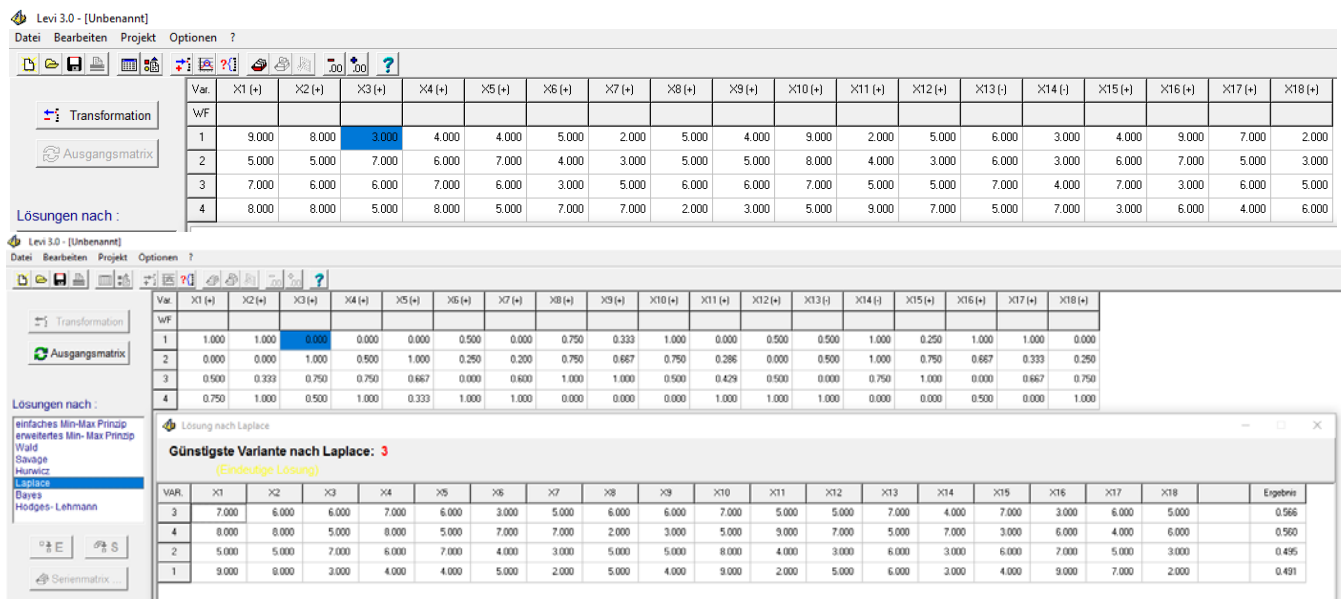 Levi 3.0 - [Unbenannt]
Datei Bearbeiten Projekt Optionen ?
Var. X1 (+) X2 (+) X3 (+) X4 (+) X5 (+) X6 (+) X7 (+) X8 (+) X9 (+) X10 (+) X11 (+) X12 (+) X13 (-) X14 (-) X15 (+) X16 (+) X17 (+) X18 (+)
Transformation
WF
1 9.000 8.000 3.000 4.000 4.000 5.000 2.000 5.000 4.000 9.000 2.000 5.000 6.000 3.000 4.000 9.000 7.000 2.000
Ausgangsmatrix
2 5.000 5.000 7.000 6.000 7.000 4.000 3.000 5.000 5.000 8.000 4.000 3.000 6.000 3.000 6.000 7.000 5.000 3.000
3 7.000 6.000 6.000 7.000 6.000 3.000 5.000 6.000 6.000 7.000 5.000 5.000 7.000 4.000 7.000 3.000 6.000 5.000
Lösungen nach :
4 8.000 8.000 5.000 8.000 5.000 7.000 7.000 2.000 3.000 5.000 9.000 7.000 5.000 7.000 3.000 6.000 4.000 6.000
Levi 3.0 - [Unbenannt]
Datei Bearbeiten Projekt Optionen ?
Var. X1 (+) X2 (+) X3 (+) X4 (+) X5 (+) X6 (+) X7 (+) X8 (+) X9 (+) X10 (+) X11 (+) X12 (+) X13 (-) X14 (-) X15 (+) X16 (+) X17 (+) X18 (+)
Transformation
WF
1 1.000 1.000 0.000 0.000 0.000 0.500 0.000 0.750 0.333 1.000 0.000 0.500 0.500 1.000 0.250 1.000 1.000 0.000
Ausgangsmatrix
2 0.000 0.000 1.000 0.500 1.000 0.250 0.200 0.750 0.667 0.750 0.286 0.000 0.500 1.000 0.750 0.667 0.333 0.250
3 0.500 0.333 0.750 0.750 0.667 0.000 0.600 1.000 1.000 0.500 0.429 0.500 0.000 0.750 1.000 0.000 0.667 0.750
4 0.750 1.000 0.500 1.000 0.333 1.000 1.000 0.000 0.000 0.000 1.000 1.000 1.000 0.000 0.000 0.500 0.000 1.000
Lösungen nach :
einfaches Min-Max Prinzip
erweitertes Min- Max Prinzip
Wald
Savage
Hurwicz
Laplace
Bayes
Hodges- Lehmann
E
S
Serienmatrix ...
Lösung nach Laplace
Günstigste Variante nach Laplace: 3
(Eindeutige Lösung)
VAR. X1 X2 X3 X4 X5 X6 X7 X8 X9 X10 X11 X12 X13 X14 X15 X16 X17 X18 Ergebnis
3 7.000 6.000 6.000 7.000 6.000 3.000 5.000 6.000 6.000 7.000 5.000 5.000 7.000 4.000 7.000 3.000 6.000 5.000 0.566
4 8.000 8.000 5.000 8.000 5.000 7.000 7.000 2.000 3.000 5.000 9.000 7.000 5.000 7.000 3.000 6.000 4.000 6.000 0.560
2 5.000 5.000 7.000 6.000 7.000 4.000 3.000 5.000 5.000 8.000 4.000 3.000 6.000 3.000 6.000 7.000 5.000 3.000 0.495
1 9.000 8.000 3.000 4.000 4.000 5.000 2.000 5.000 4.000 9.000 2.000 5.000 6.000 3.000 4.000 9.000 7.000 2.000 0.491